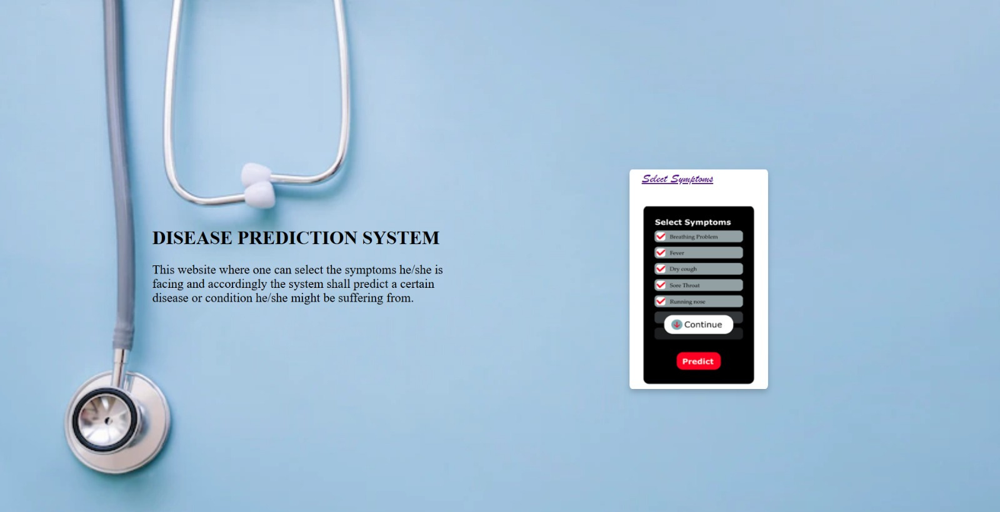 DISEASE PREDICTION SYSTEM
This website where one can select the symptoms he/she is
facing and accordingly the system shall predict a certain
disease or condition he/she might be suffering from.
Select Symptoms
Select Symptoms
Breathing Problem
Fever
Dry cough
Sore Throat
Running nose
Continue
Predict